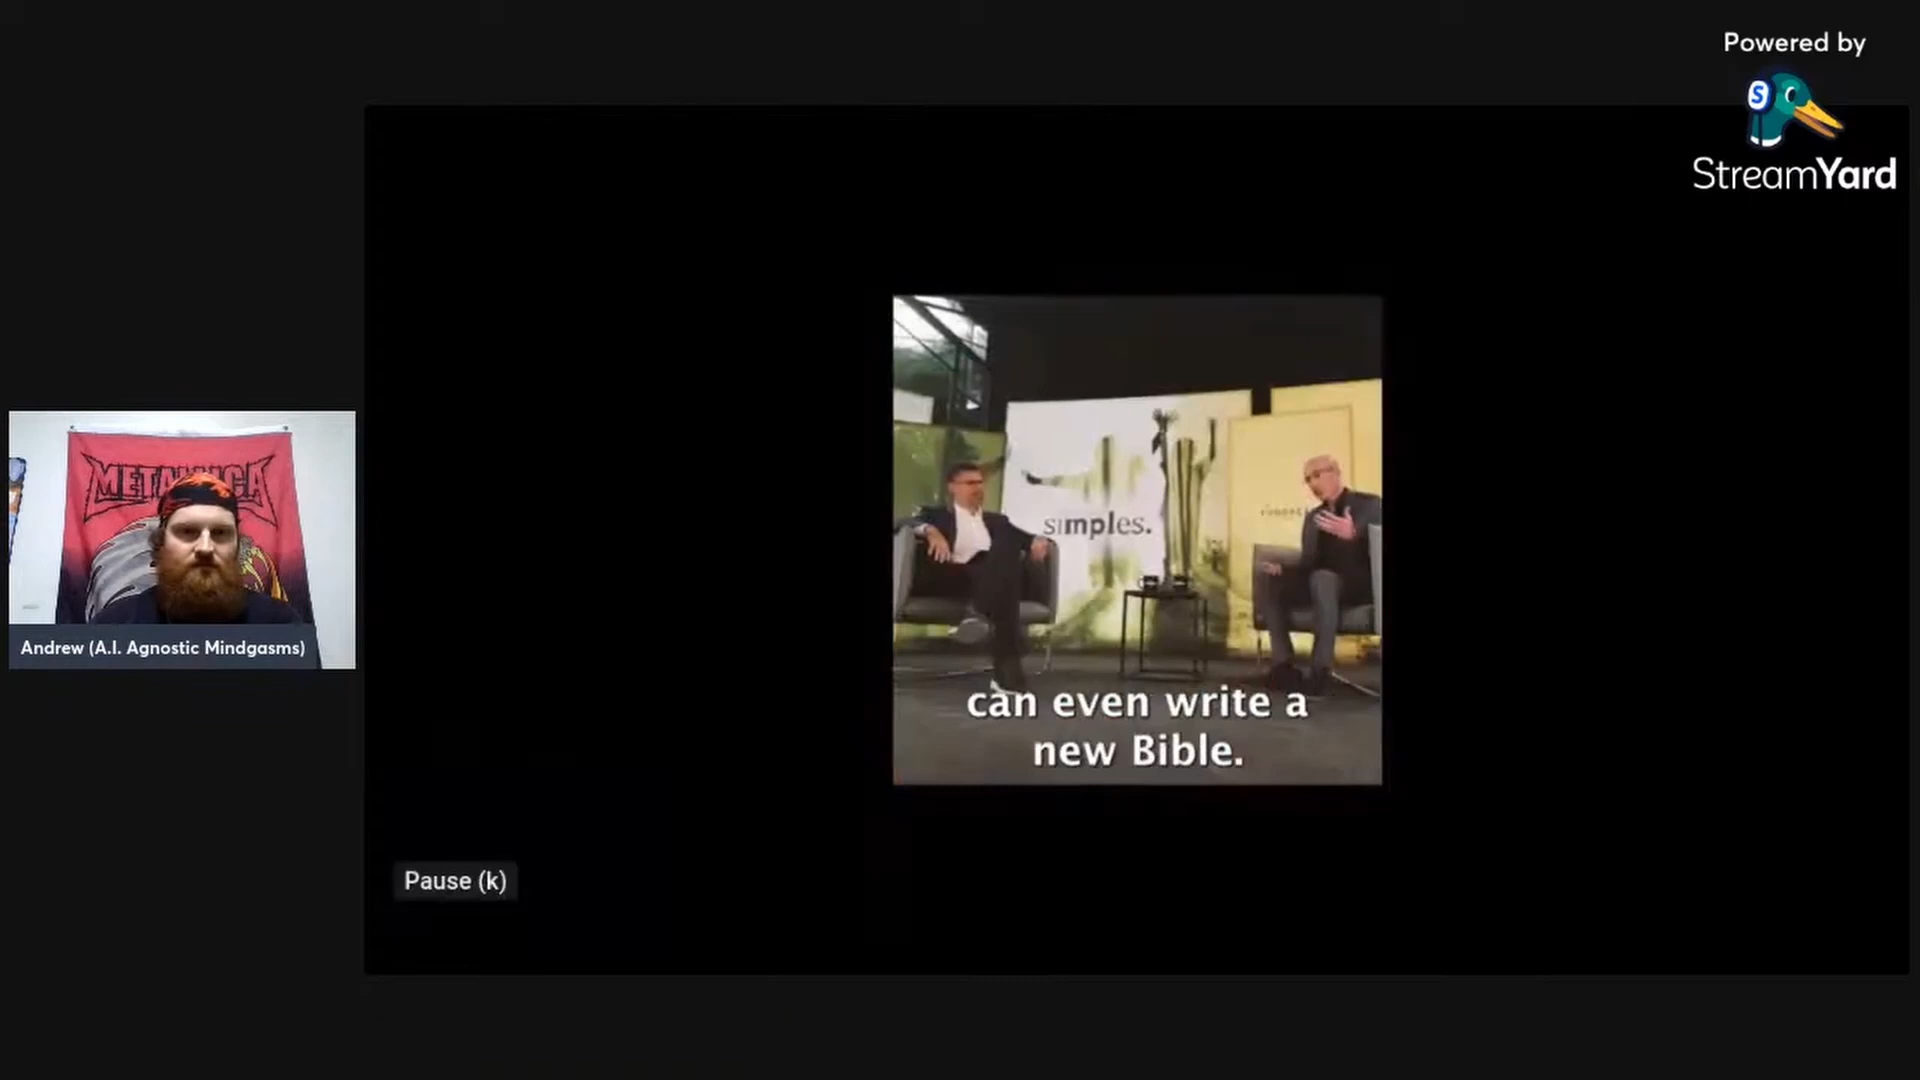 Powered by
S
StreamYard
METALLICA
Andrew (A.I. Agnostic Mindgasms)
simples.
can even write a
new Bible.
Pause (k)